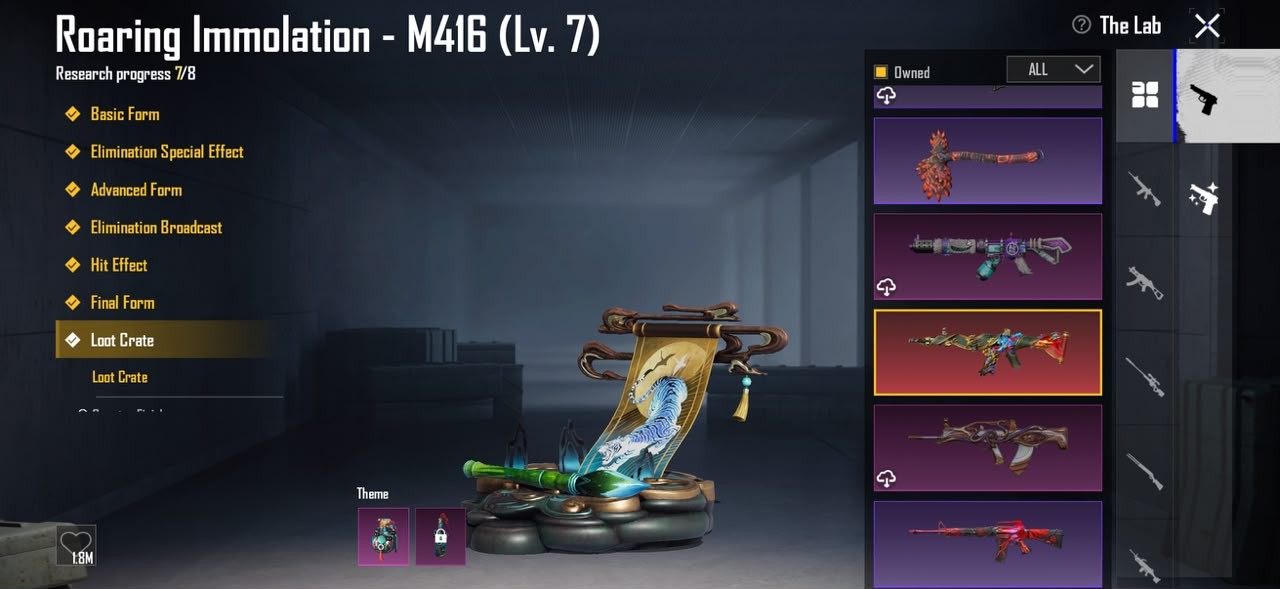 Roaring Immolation - M416 (Lv. 7)
The Lab
Research progress 7/8
Owned
ALL
Basic Form
Elimination Special Effect
Advanced Form
Elimination Broadcast
Hit Effect
Final Form
Loot Crate
Loot Crate
Theme
1.8M